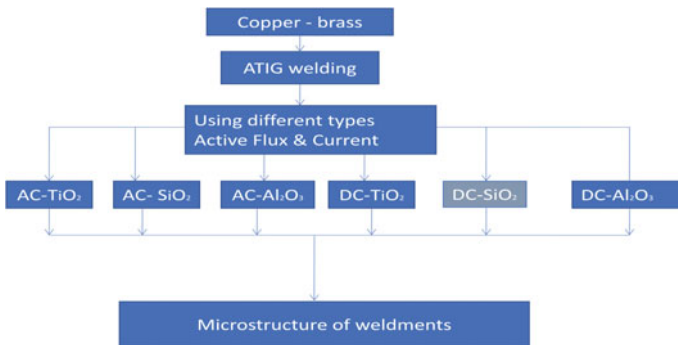 Copper - brass
ATIG welding
Using different types
Active Flux & Current
AC-TiO₂
AC- SiO₂
AC-Al₂O₃
DC-TiO₂
DC-SiO₂
DC-Al₂O₃
Microstructure of weldments